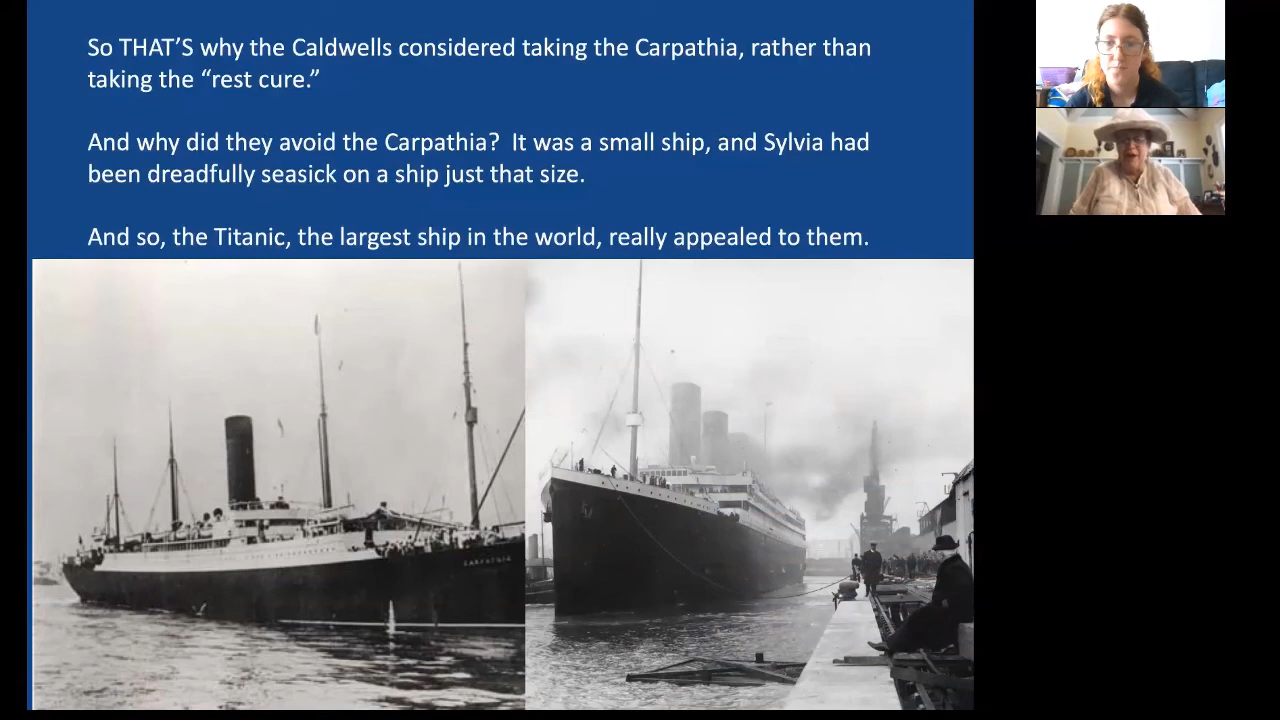 So THAT’S why the Caldwells considered taking the Carpathia, rather than
taking the “rest cure.”
And why did they avoid the Carpathia?  It was a small ship, and Sylvia had
been dreadfully seasick on a ship just that size.
And so, the Titanic, the largest ship in the world, really appealed to them.
CARPATHIA